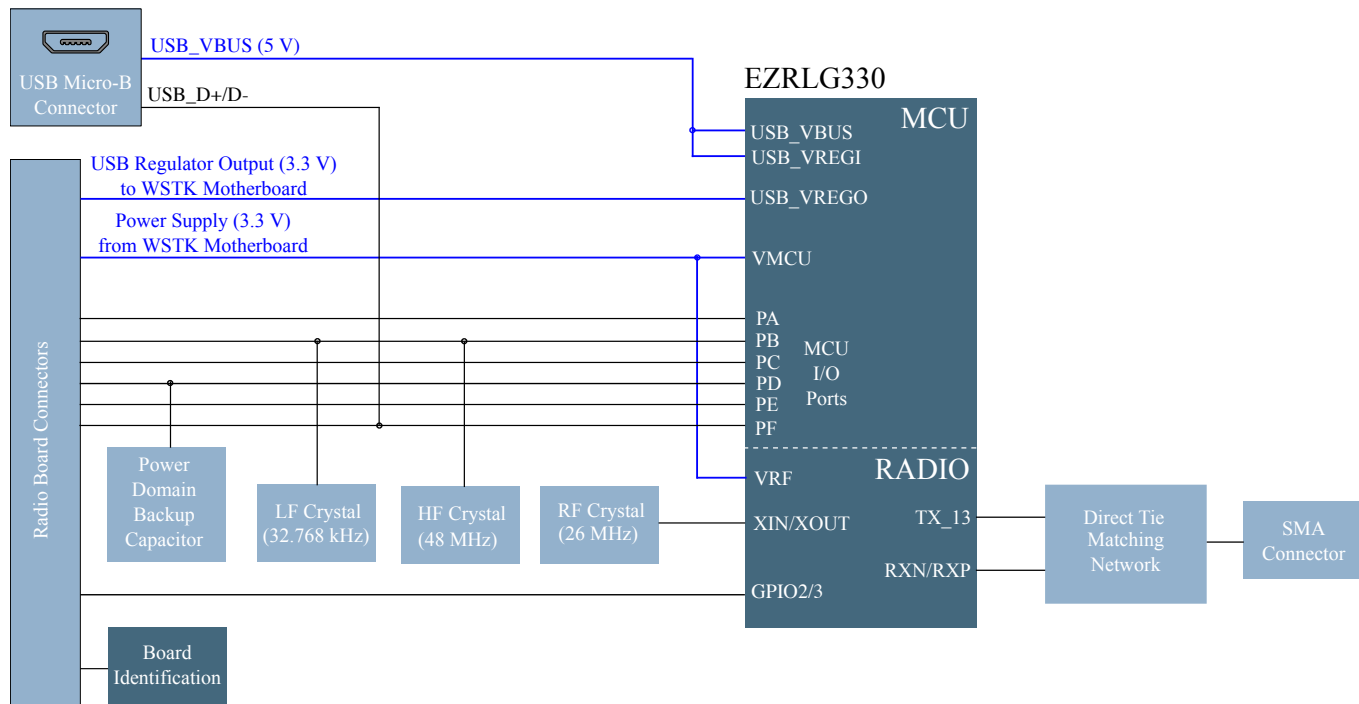 USB Micro-B
Connector
USB_VBUS (5 V)
USB_D+/D-
USB Regulator Output (3.3 V)
to WSTK Motherboard
Power Supply (3.3 V)
from WSTK Motherboard
Radio Board Connectors
EZRLG330
MCU
USB_VBUS
USB_VREGI
USB_VREGO
VMCU
PA
PB
PC
PD
PE
PF
MCU
I/O
Ports
RADIO
VRF
XIN/XOUT
GPIO2/3
TX_13
RXN/RXP
Power
Domain
Backup
Capacitor
LF Crystal
(32.768 kHz)
HF Crystal
(48 MHz)
RF Crystal
(26 MHz)
Direct Tie
Matching
Network
SMA
Connector
Board
Identification